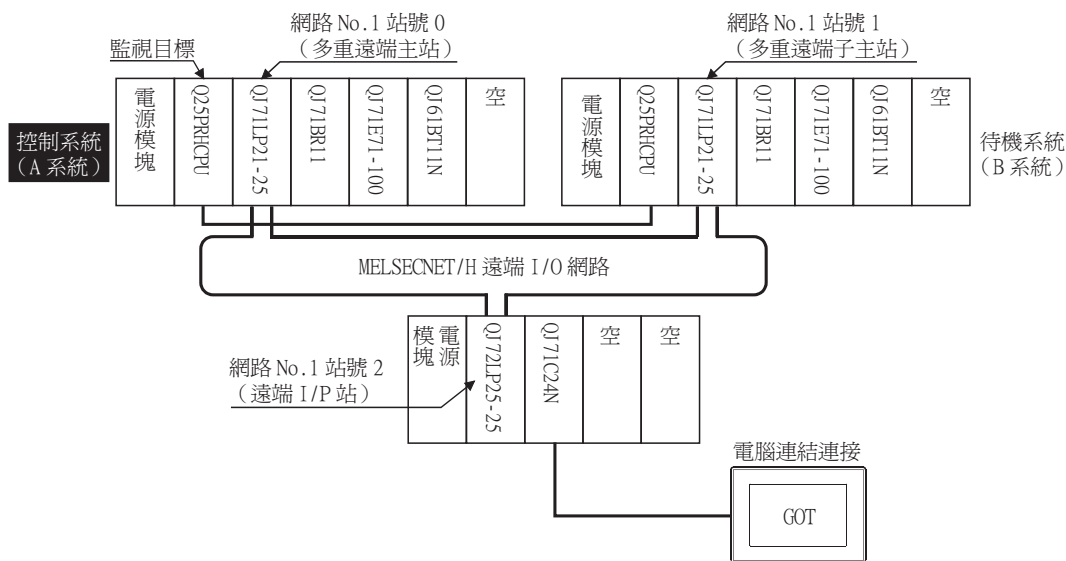 網路 No.1 站號 0
（多重遠端主站）
監視目標
網路 No.1 站號 1
（多重遠端子主站）
控制系統
（A 系統）
電源模塊
Q25PRHCPU
QJ71LP21-25
QJ71BR11
QJ71E71-100
QJ61BT11N
空
電源模塊
Q25PRHCPU
QJ71LP21-25
QJ71BR11
QJ71E71-100
QJ61BT11N
空
待機系統
（B 系統）
MELSECNET/H 遠端 I/O 網路
網路 No.1 站號 2
（遠端 I/P 站）
電源
模塊
QJ72LP25-25
QJ71C24N
空
空
電腦連結連接
GOT